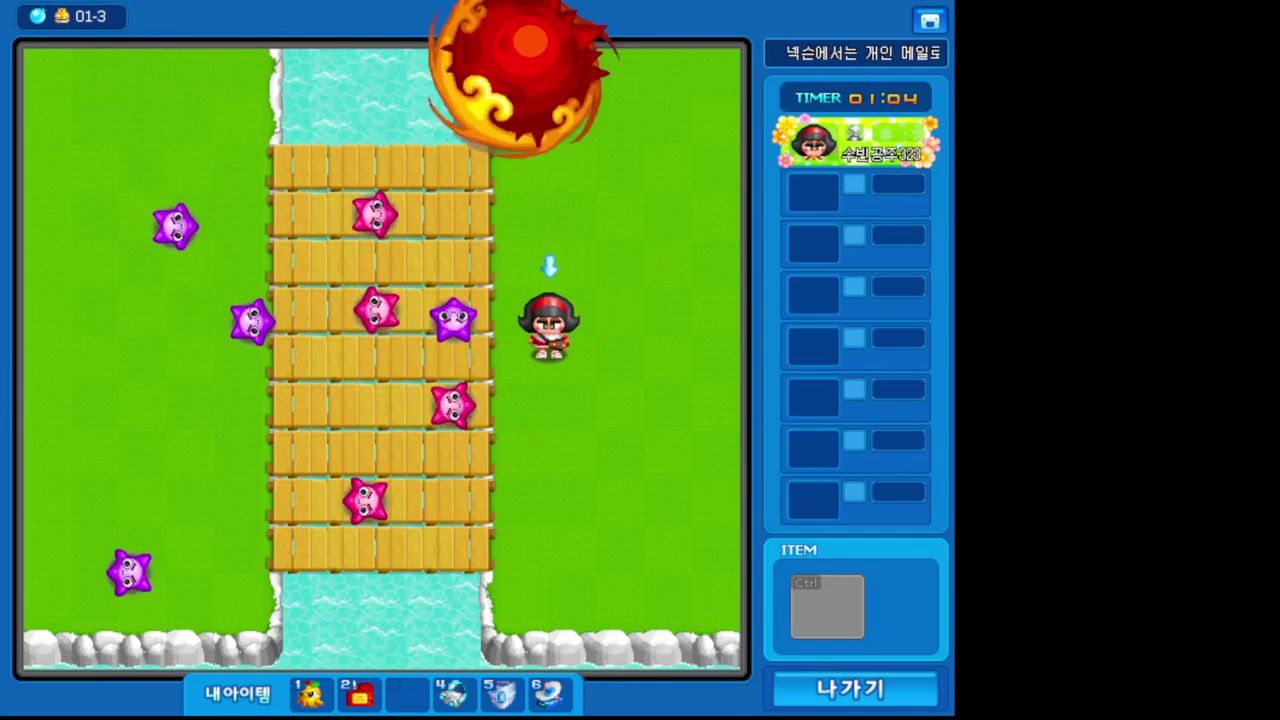 01-3
넥슨에서는 개인 메일로
TIMER 01:04
수빈공주323
ITEM
Ctrl
내 아이템
1
2
4
5
6
나가기